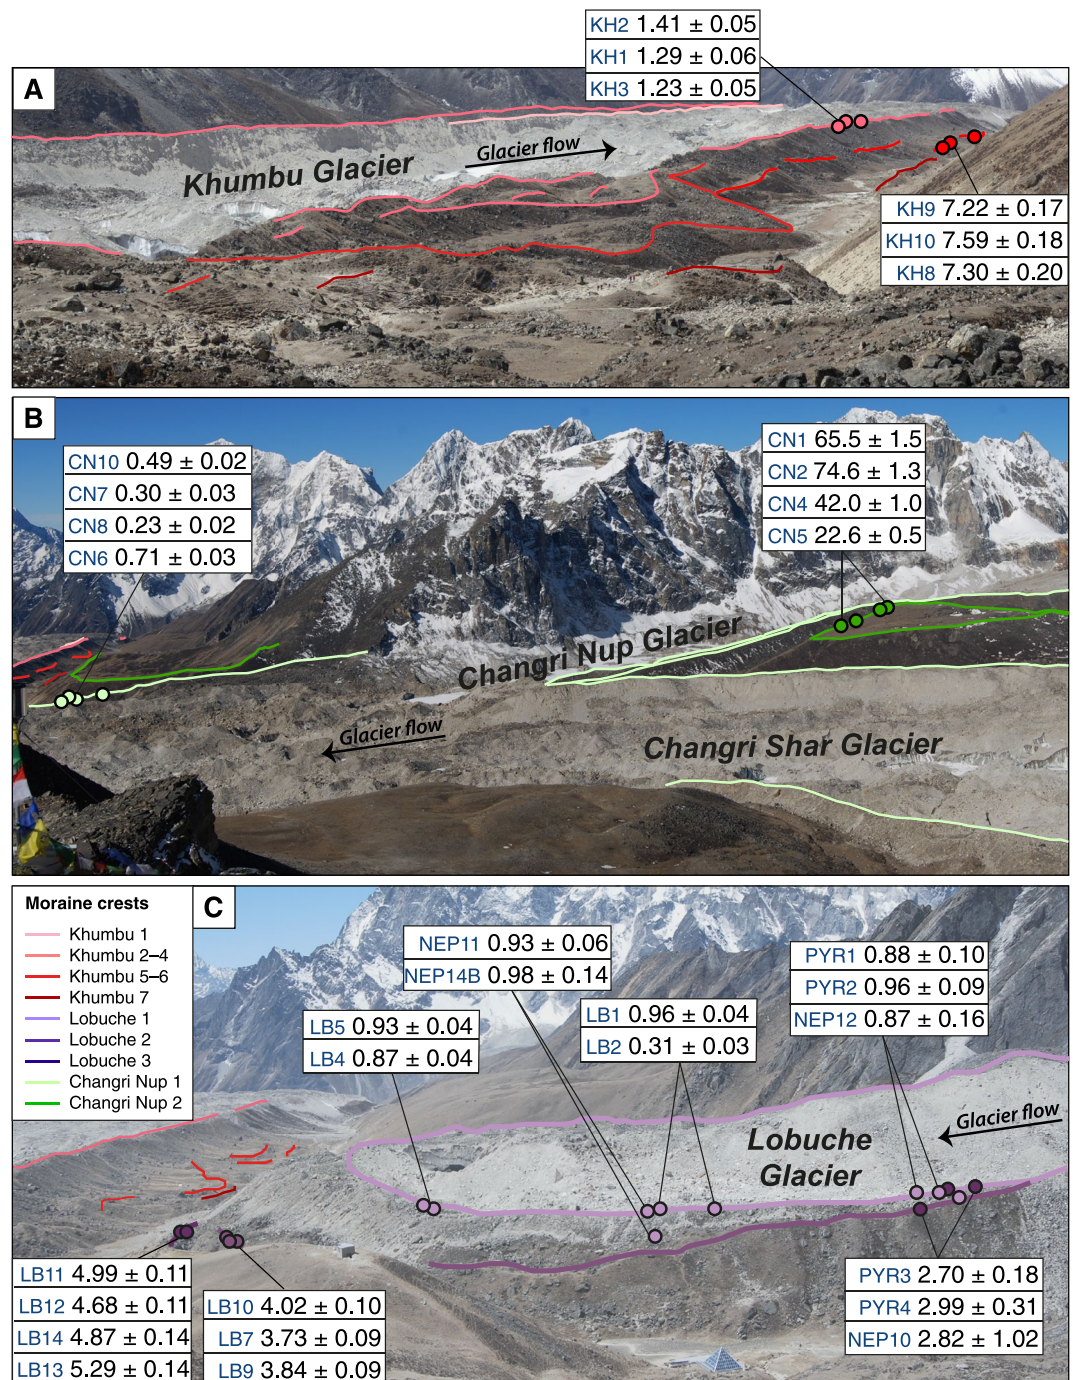 KH2 1.41 ± 0.05
KH1 1.29 ± 0.06
KH3 1.23 ± 0.05
A
Khumbu Glacier
Glacier flow
KH9 7.22 ± 0.17
KH10 7.59 ± 0.18
KH8 7.30 ± 0.20
B
CN10 0.49 ± 0.02
CN7 0.30 ± 0.03
CN8 0.23 ± 0.02
CN6 0.71 ± 0.03
CN1 65.5 ± 1.5
CN2 74.6 ± 1.3
CN4 42.0 ± 1.0
CN5 22.6 ± 0.5
Changri Nup Glacier
Glacier flow
Changri Shar Glacier
Moraine crests
Khumbu 1
Khumbu 2–4
Khumbu 5–6
Khumbu 7
Lobuche 1
Lobuche 2
Lobuche 3
Changri Nup 1
Changri Nup 2
C
NEP11 0.93 ± 0.06
NEP14B 0.98 ± 0.14
PYR1 0.88 ± 0.10
PYR2 0.96 ± 0.09
NEP12 0.87 ± 0.16
LB5 0.93 ± 0.04
LB4 0.87 ± 0.04
LB1 0.96 ± 0.04
LB2 0.31 ± 0.03
Glacier flow
Lobuche
Glacier
LB11 4.99 ± 0.11
LB12 4.68 ± 0.11
LB14 4.87 ± 0.14
LB13 5.29 ± 0.14
LB10 4.02 ± 0.10
LB7 3.73 ± 0.09
LB9 3.84 ± 0.09
PYR3 2.70 ± 0.18
PYR4 2.99 ± 0.31
NEP10 2.82 ± 1.02